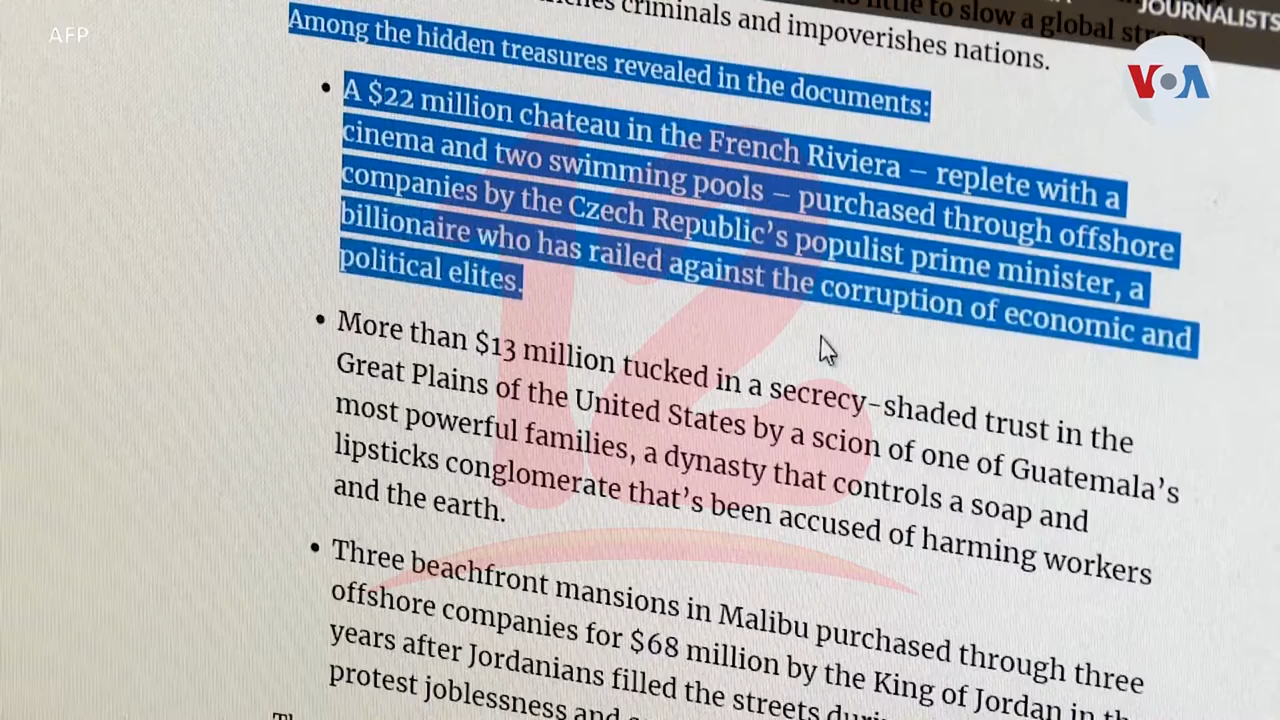 AFP
JOURNALISTS
little to slow a global stream
criminals and impoverishes nations.
VOA
Among the hidden treasures revealed in the documents:
• A $22 million chateau in the French Riviera – replete with a
cinema and two swimming pools – purchased through offshore
companies by the Czech Republic's populist prime minister, a
billionaire who has railed against the corruption of economic and
political elites.
• More than $13 million tucked in a secrecy-shaded trust in the
Great Plains of the United States by a scion of one of Guatemala's
most powerful families, a dynasty that controls a soap and
lipsticks conglomerate that's been accused of harming workers
and the earth.
• Three beachfront mansions in Malibu purchased through three
offshore companies for $68 million by the King of Jordan in the
years after Jordanians filled the streets
protest joblessness and
12